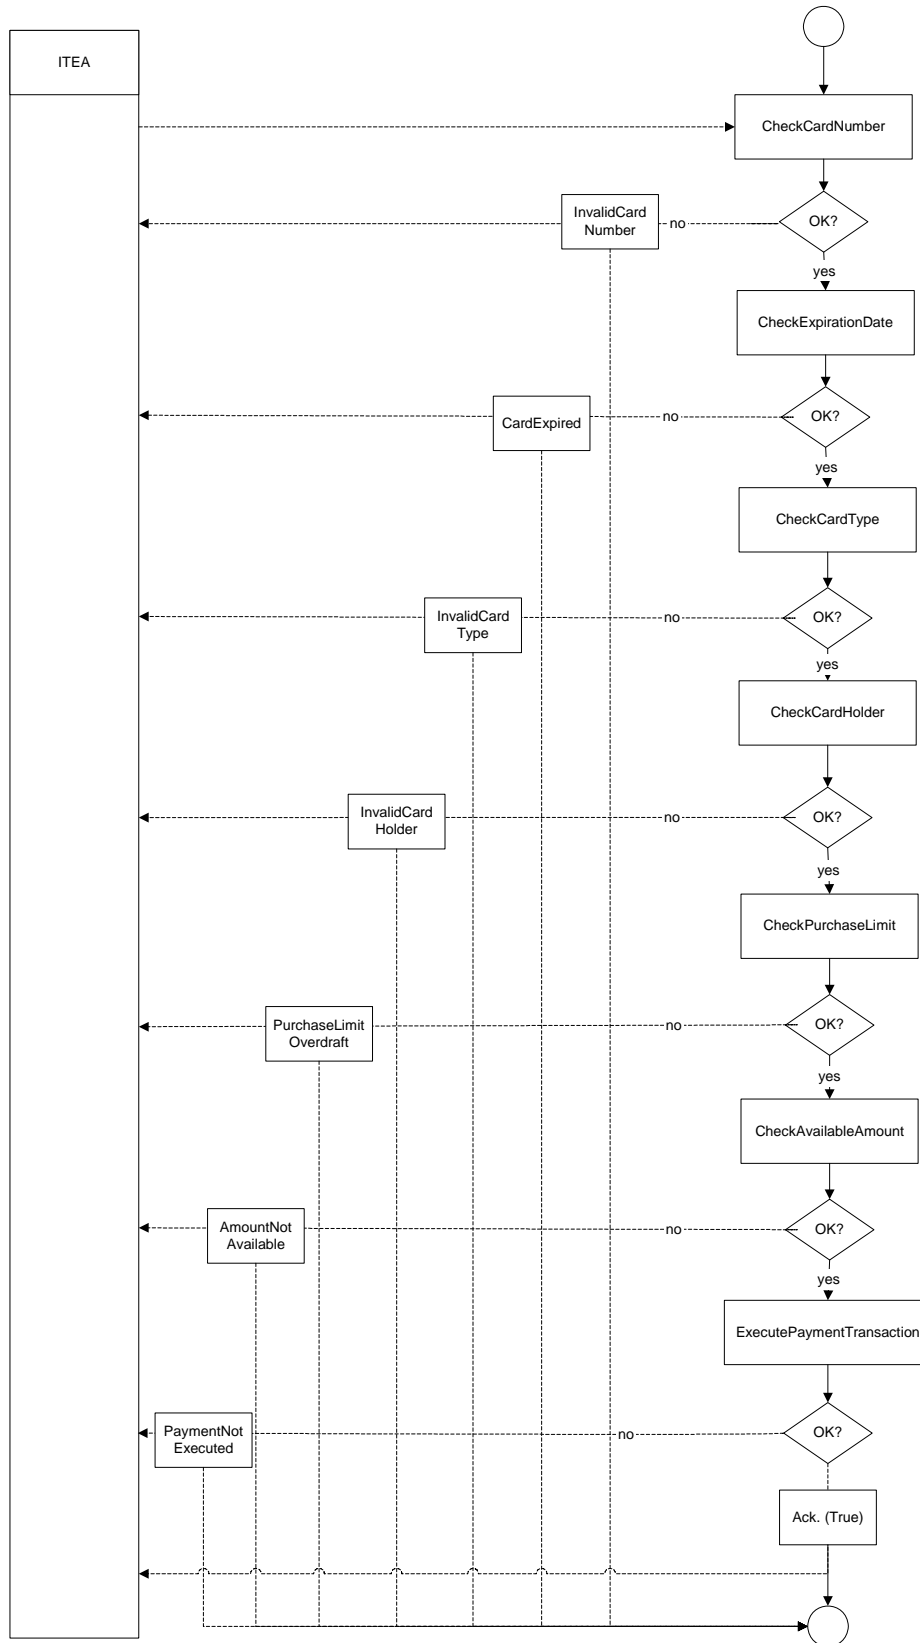 ITEA
CheckCardNumber
InvalidCard
Number
no
OK?
yes
CheckExpirationDate
CardExpired
no
OK?
yes
CheckCardType
InvalidCard
Type
no
OK?
yes
CheckCardHolder
InvalidCard
Holder
no
OK?
yes
CheckPurchaseLimit
PurchaseLimit
Overdraft
no
OK?
yes
CheckAvailableAmount
AmountNot
Available
no
OK?
yes
ExecutePaymentTransaction
PaymentNot
Executed
no
OK?
Ack. (True)